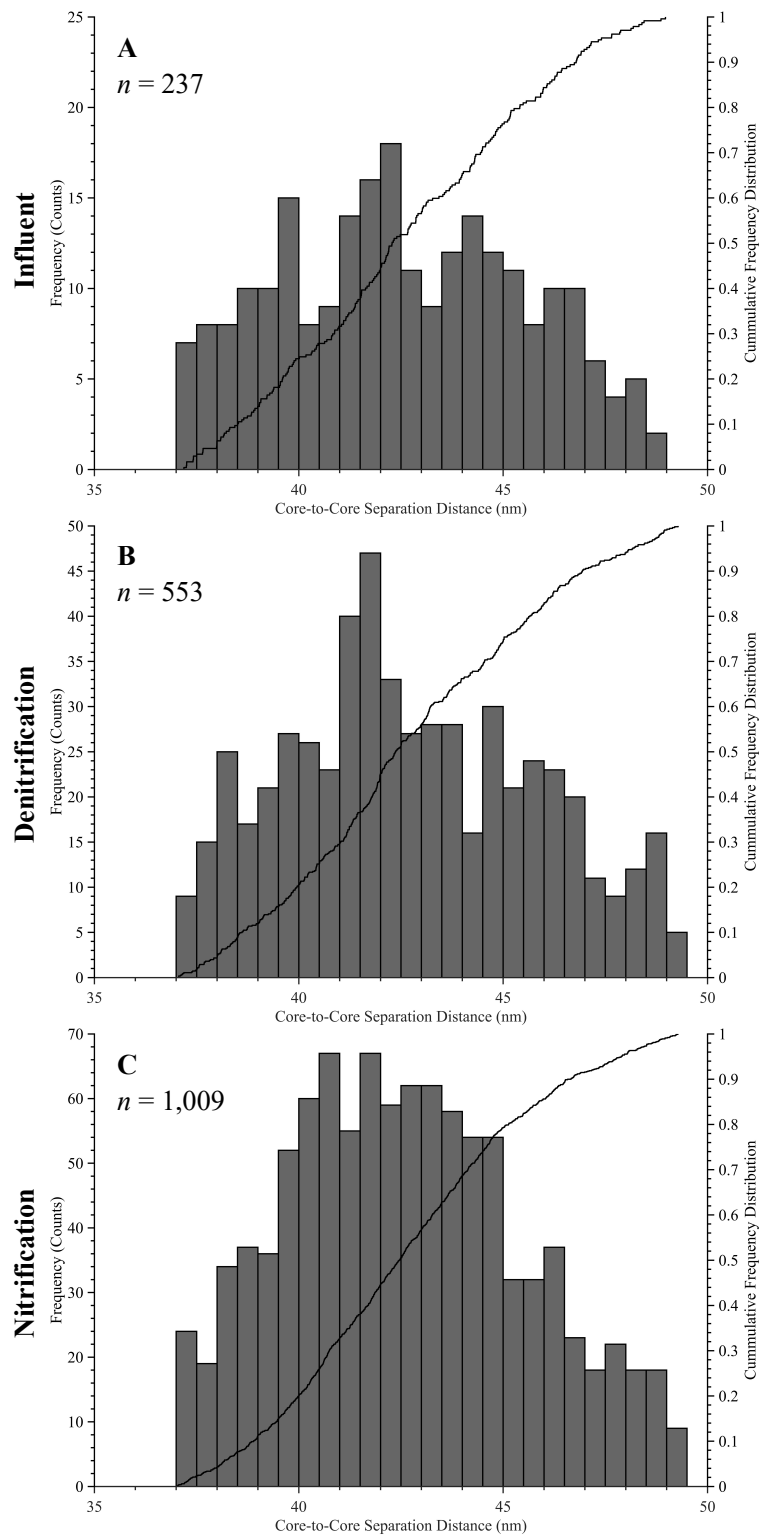 A
n = 237
Influent
Frequency (Counts)
25
20
15
10
5
0
1
0.9
0.8
0.7
0.6
0.5
0.4
0.3
0.2
0.1
0
Cummulative Frequency Distribution
35 40 45 50
Core-to-Core Separation Distance (nm)
B
n = 553
Denitrification
Frequency (Counts)
50
45
40
35
30
25
20
15
10
5
0
1
0.9
0.8
0.7
0.6
0.5
0.4
0.3
0.2
0.1
0
Cummulative Frequency Distribution
35 40 45 50
Core-to-Core Separation Distance (nm)
C
n = 1,009
Nitrification
Frequency (Counts)
70
60
50
40
30
20
10
0
1
0.9
0.8
0.7
0.6
0.5
0.4
0.3
0.2
0.1
0
Cummulative Frequency Distribution
35 40 45 50
Core-to-Core Separation Distance (nm)